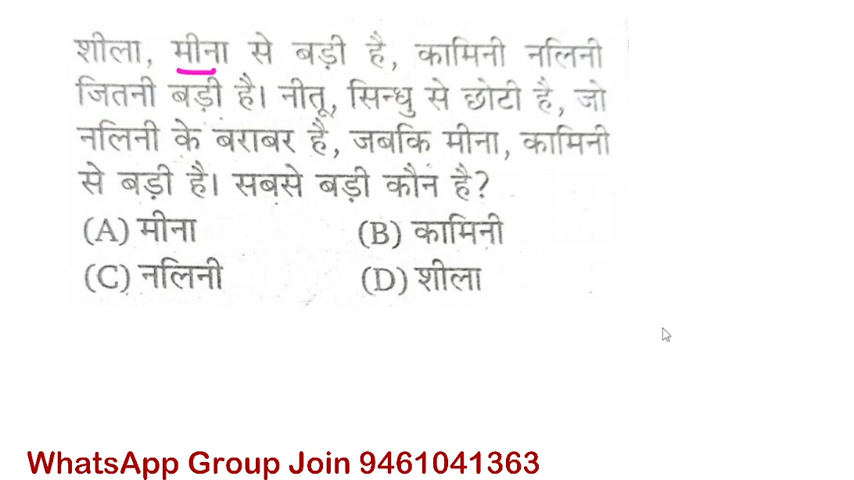 शीला, मीना से बड़ी है, कामिनी नलिनी
जितनी बड़ी है। नीतू, सिन्धु से छोटी है, जो
नलिनी के बराबर है, जबकि मीना, कामिनी
से बड़ी है। सबसे बड़ी कौन है?
(A) मीना (B) कामिनी
(C) नलिनी (D) शीला
WhatsApp Group Join 9461041363